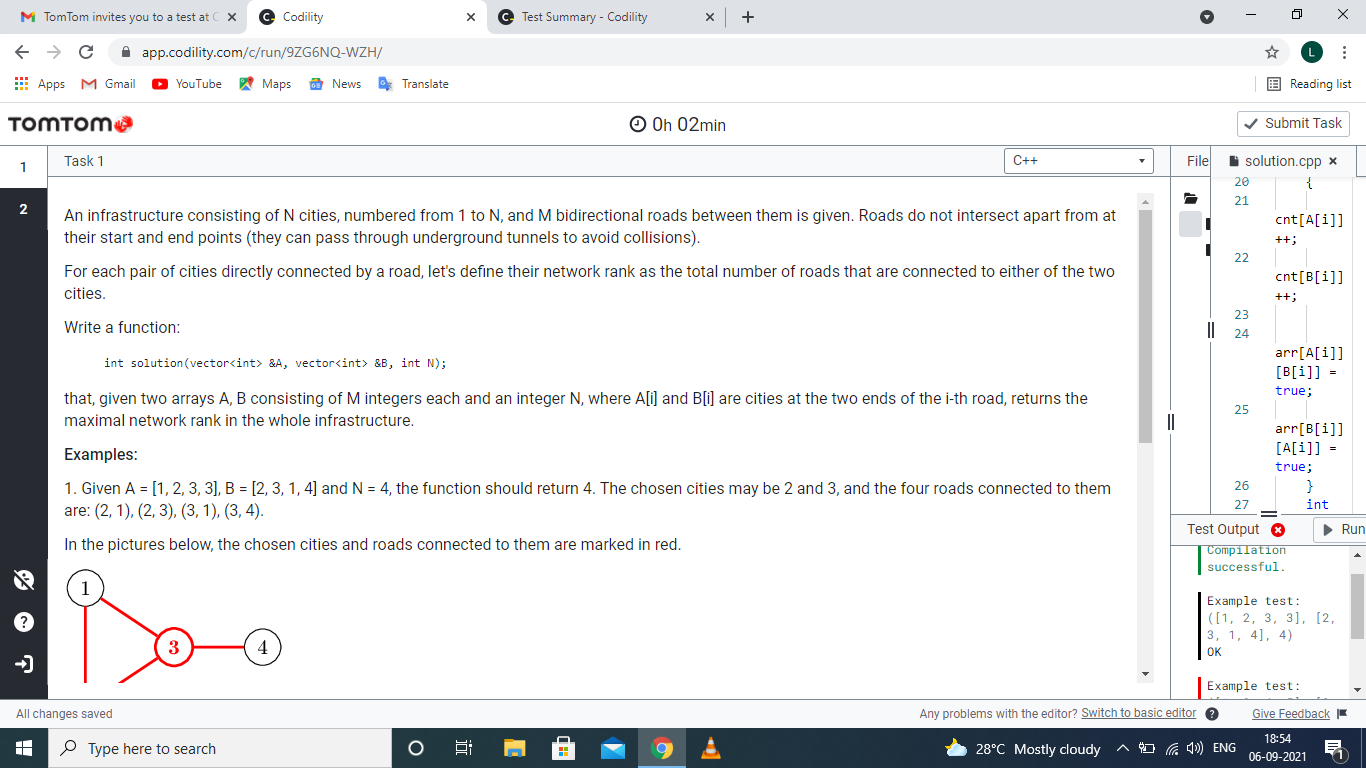 TomTom invites you to a test at C
Codility
Test Summary - Codility
app.codility.com/c/run/9ZG6NQ-WZH/
L
Apps
Gmail
YouTube
Maps
News
Translate
Reading list
TOMTOM
0h 02min
Submit Task
1
2
Task 1
C++
An infrastructure consisting of N cities, numbered from 1 to N, and M bidirectional roads between them is given. Roads do not intersect apart from at
their start and end points (they can pass through underground tunnels to avoid collisions).
For each pair of cities directly connected by a road, let's define their network rank as the total number of roads that are connected to either of the two
cities.
Write a function:
int solution(vector<int> &A, vector<int> &B, int N);
that, given two arrays A, B consisting of M integers each and an integer N, where A[i] and B[i] are cities at the two ends of the i-th road, returns the
maximal network rank in the whole infrastructure.
Examples:
1. Given A = [1, 2, 3, 3], B = [2, 3, 1, 4] and N = 4, the function should return 4. The chosen cities may be 2 and 3, and the four roads connected to them
are: (2, 1), (2, 3), (3, 1), (3, 4).
In the pictures below, the chosen cities and roads connected to them are marked in red.
1
3
4
File
solution.cpp
20 {
21
cnt[A[i]]
++;
22
cnt[B[i]]
++;
23
24
arr[A[i]]
[B[i]] =
true;
25
arr[B[i]]
[A[i]] =
true;
26 }
27 int
Test Output
Run
Compilation
successful.
Example test:
([1, 2, 3, 3], [2,
3, 1, 4], 4)
OK
Example test:
All changes saved
Any problems with the editor? Switch to basic editor
Give Feedback
Type here to search
28°C Mostly cloudy
ENG
18:54
06-09-2021
1